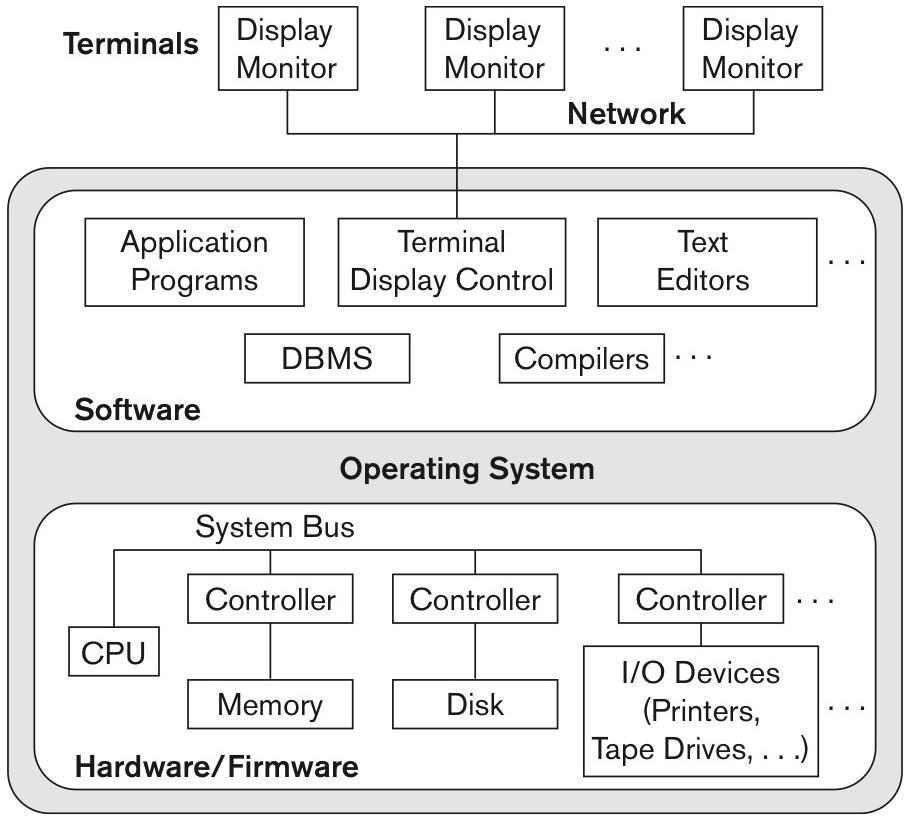 Terminals
Display
Monitor
Display
Monitor
. . .
Display
Monitor
Network
Application
Programs
Terminal
Display Control
Text
Editors
. . .
DBMS
Compilers
. . .
Software
Operating System
System Bus
Controller
Controller
Controller
. . .
CPU
Memory
Disk
I/O Devices
(Printers,
Tape Drives, . . .)
. . .
Hardware/Firmware